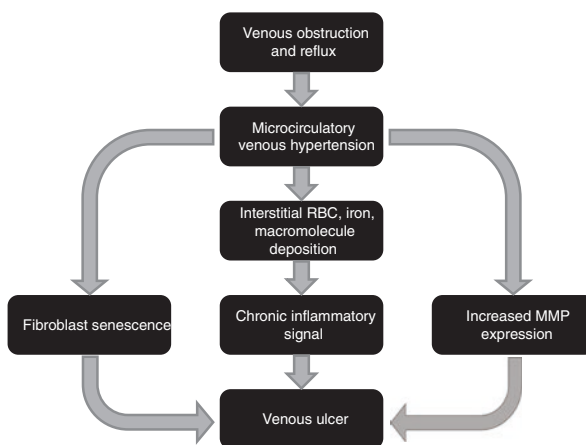 Venous obstruction
and reflux
Microcirculatory
venous hypertension
Interstitial RBC, iron,
macromolecule
deposition
Fibroblast senescence
Chronic inflammatory
signal
Increased MMP
expression
Venous ulcer